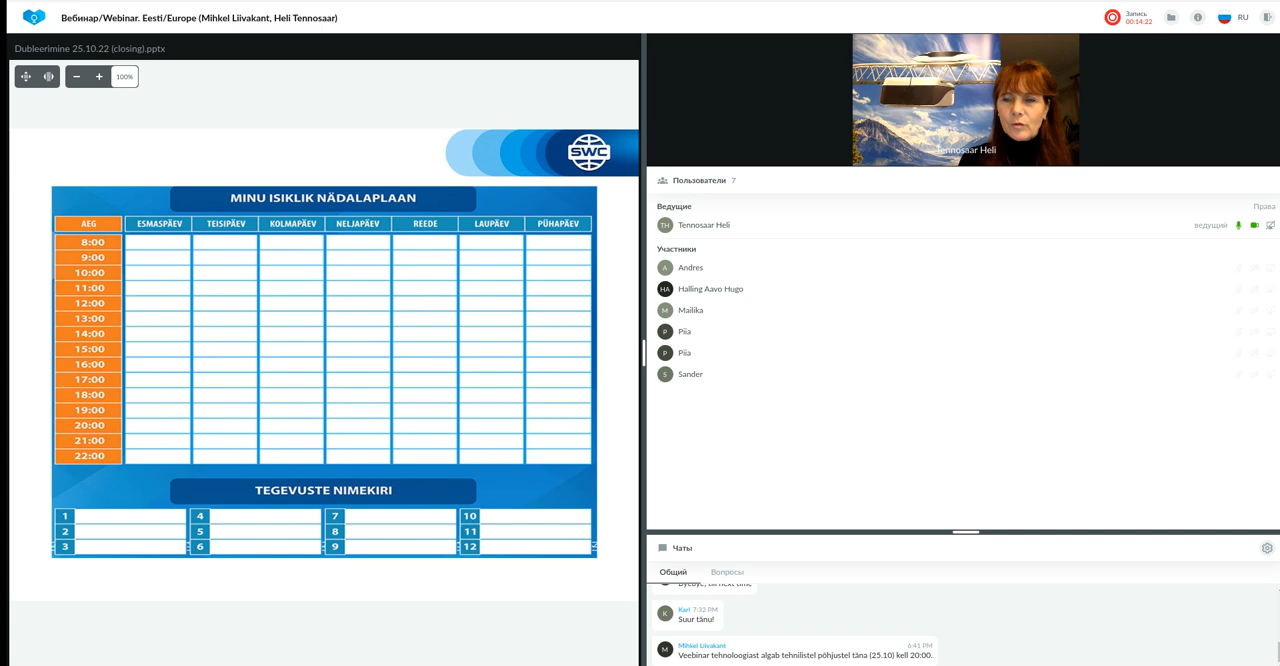 Вебинар/Webinar. Eesti/Europe (Mihkel Liivakant, Heli Tennosaar)
Запись
00:14:22
RU
Dubleerimine 25.10.22 (closing).pptx
100%
SWC
MINU ISIKLIK NÄDALAPLAAN
AEG ESMASPÄEV TEISIPÄEV KOLMAPÄEV NELJAPÄEV REEDE LAUPÄEV PÜHAPÄEV
8:00
9:00
10:00
11:00
12:00
13:00
14:00
15:00
16:00
17:00
18:00
19:00
20:00
21:00
22:00
TEGEVUSTE NIMEKIRI
1 4 7 10
2 5 8 11
3 6 9 12
Tennosaar Heli
Пользователи 7
Ведущие Права
TH Tennosaar Heli ведущий
Участники
A Andres
HA Halling Aavo Hugo
M Mailika
P Piia
P Piia
S Sander
Чаты
Общий Вопросы
Byebye, till next time
K Karl 7:32 PM
Suur tänu!
M Mihkel Liivakant 6:41 PM
Veebinar tehnoloogiast algab tehnilistel põhjustel täna (25.10) kell 20:00.